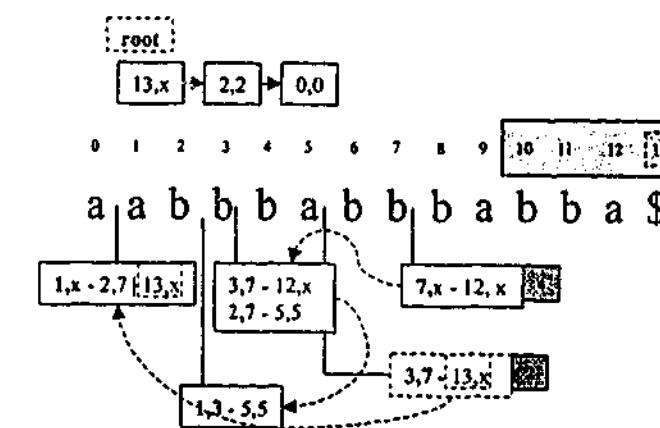 root
13,x 2,2 0,0
0 1 2 3 4 5 6 7 8 9 10 11 12
a a b b b a b b b a b b a $
1,x - 2,7 13,x
3,7 - 12,x
2,7 - 5,5
7,x - 12, x
3,7 - 13,x
1,3 - 5,5